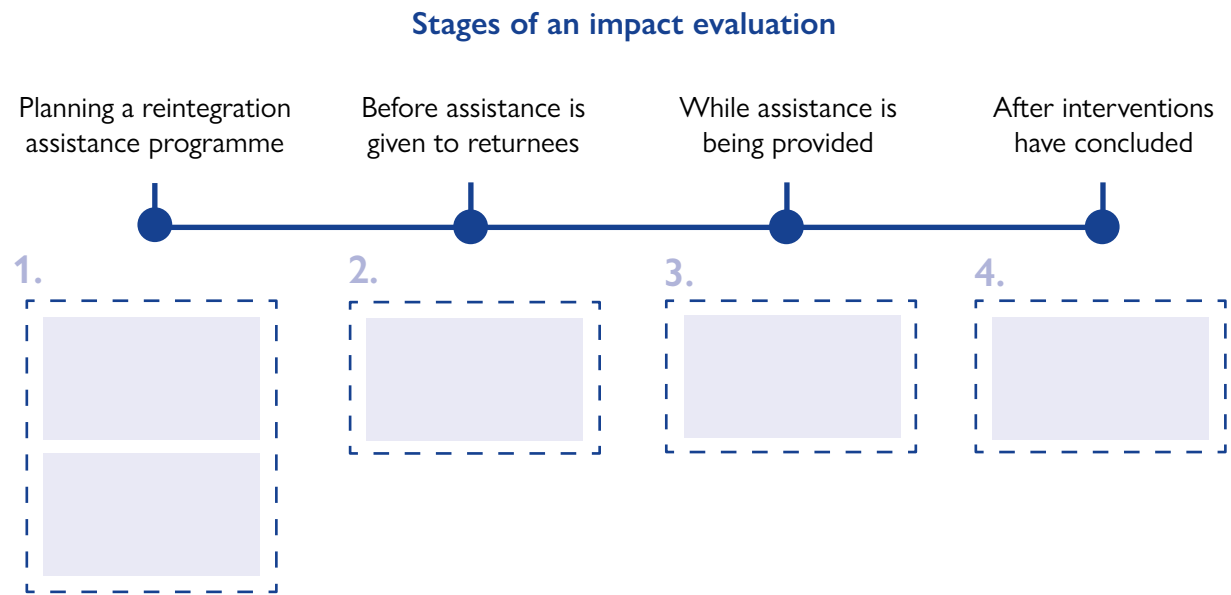 Stages of an impact evaluation
Planning a reintegration
assistance programme
Before assistance is
given to returnees
While assistance is
being provided
After interventions
have concluded
1.
2.
3.
4.